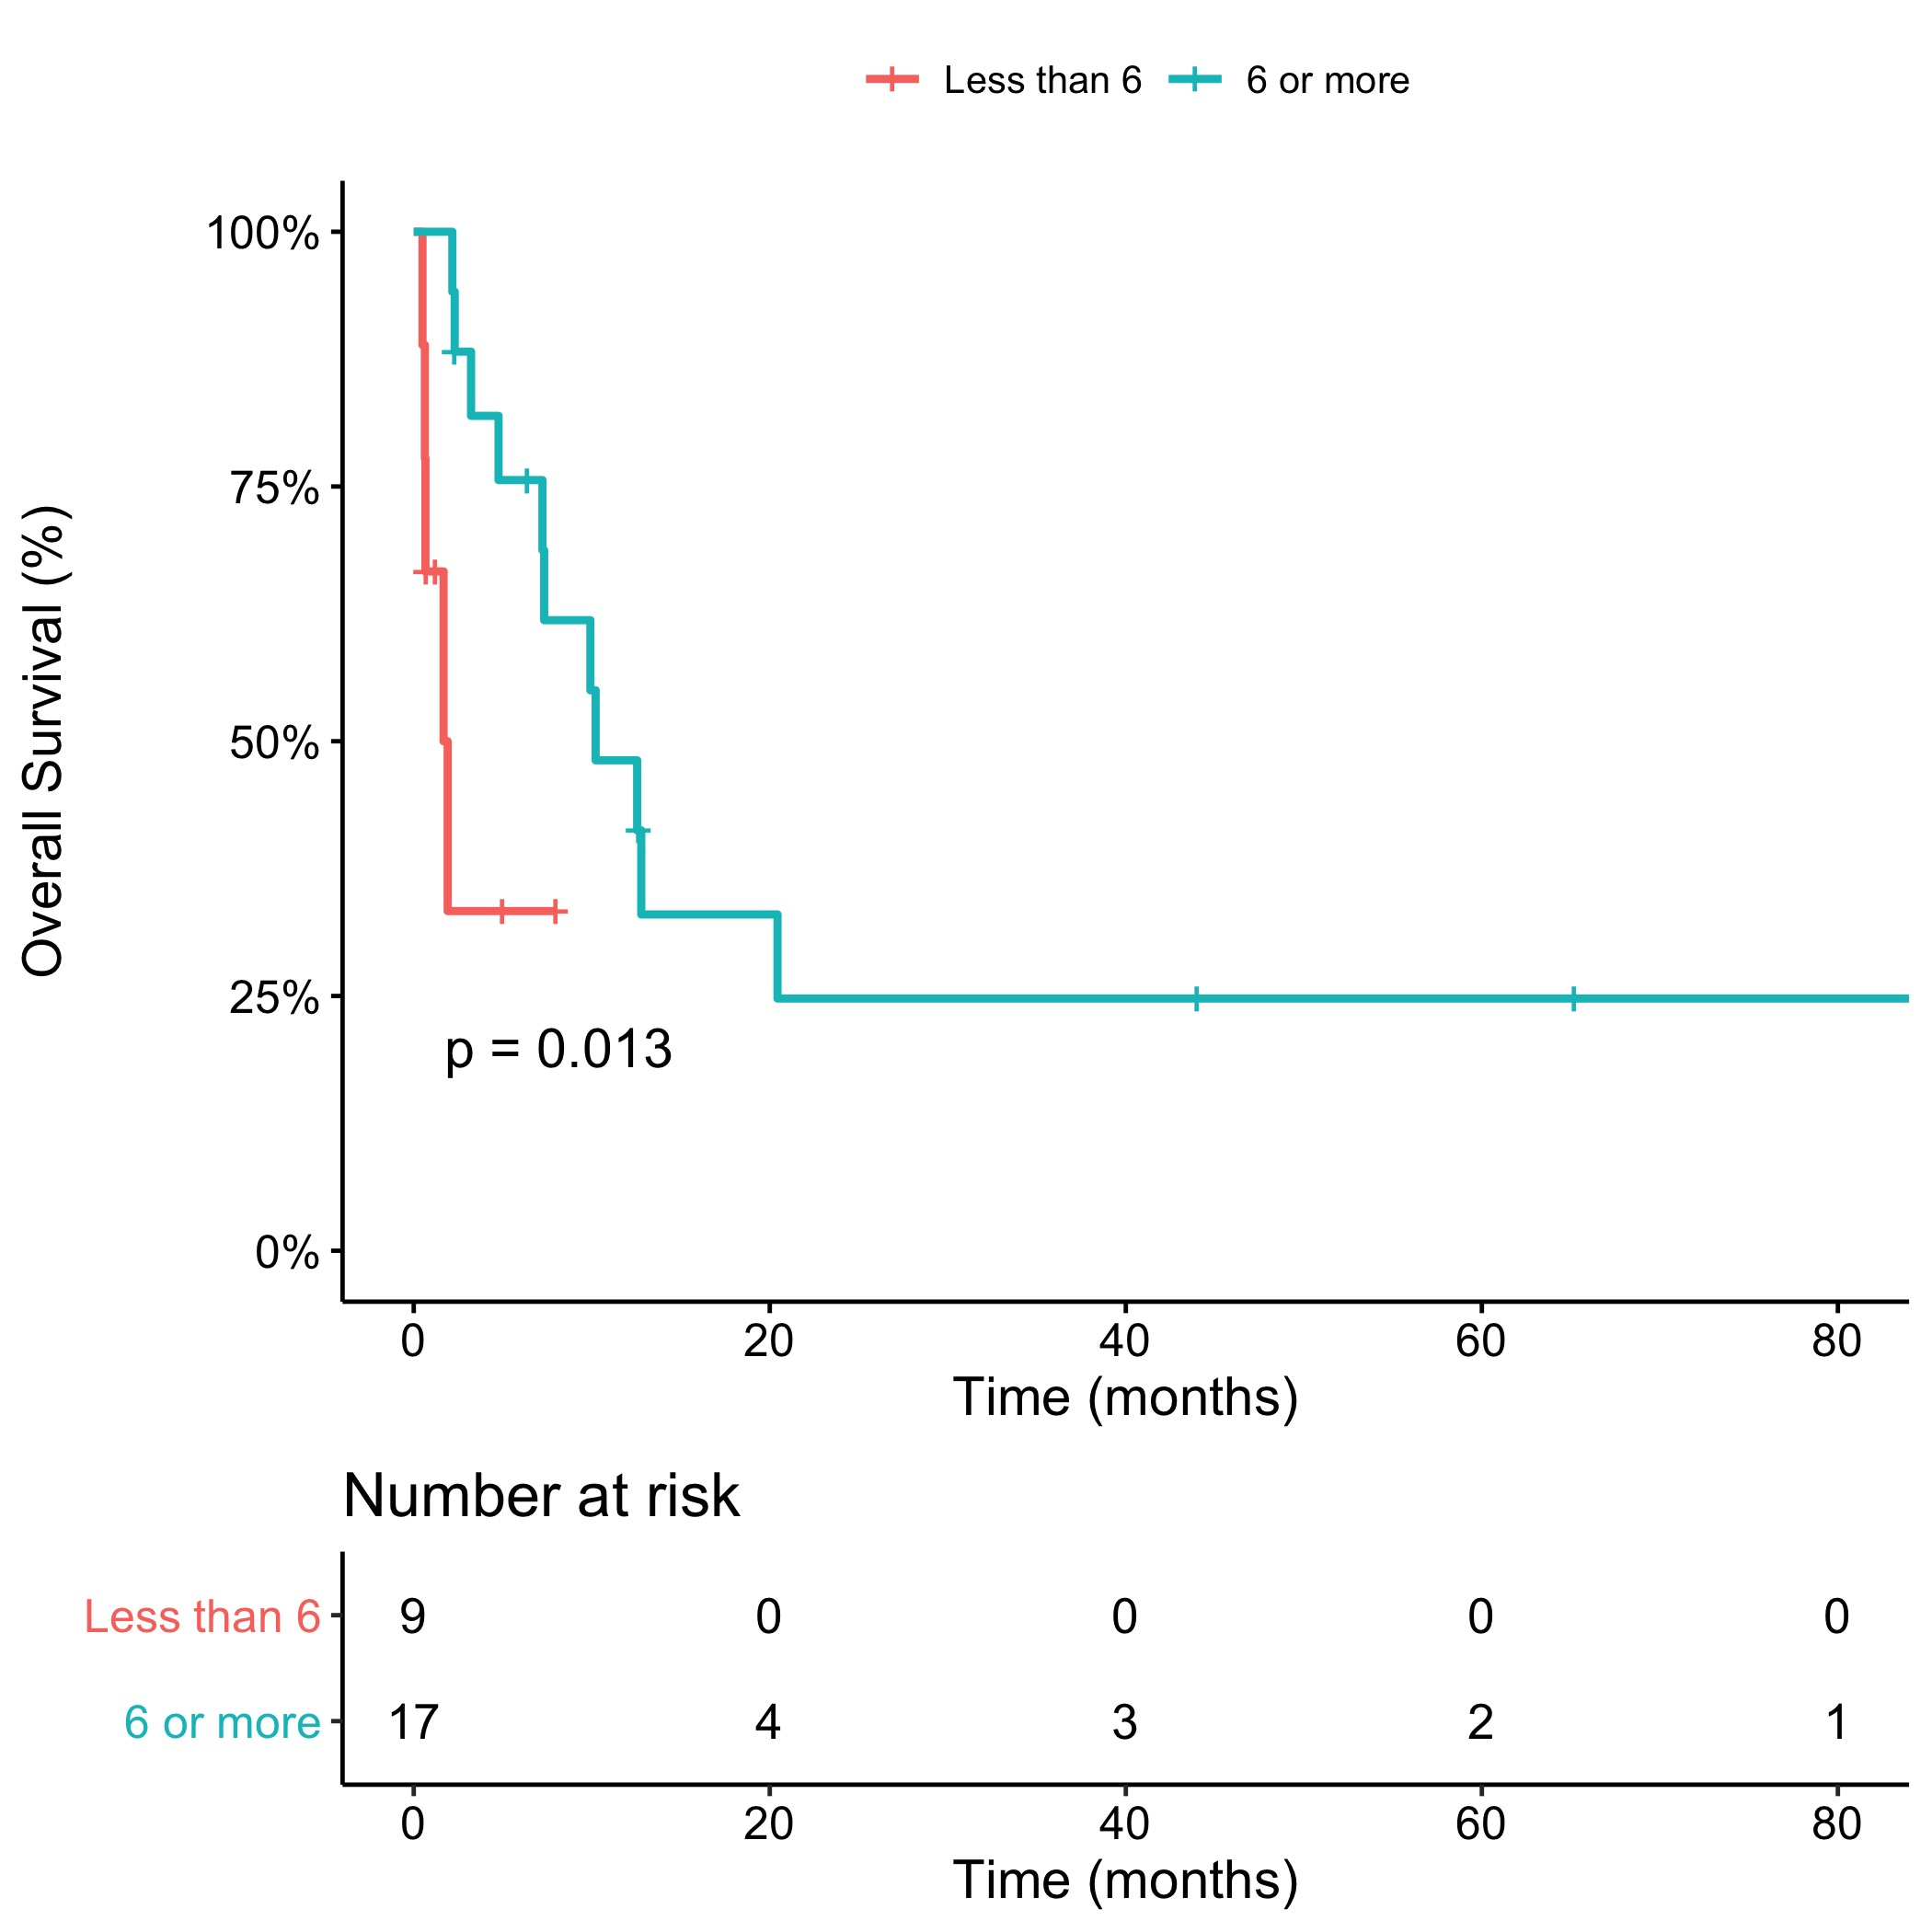 Less than 6 6 or more
Overall Survival (%)
100%
75%
50%
25%
0%
p = 0.013
0 20 40 60 80
Time (months)
Number at risk
Less than 6 9 0 0 0 0
6 or more 17 4 3 2 1
0 20 40 60 80
Time (months)